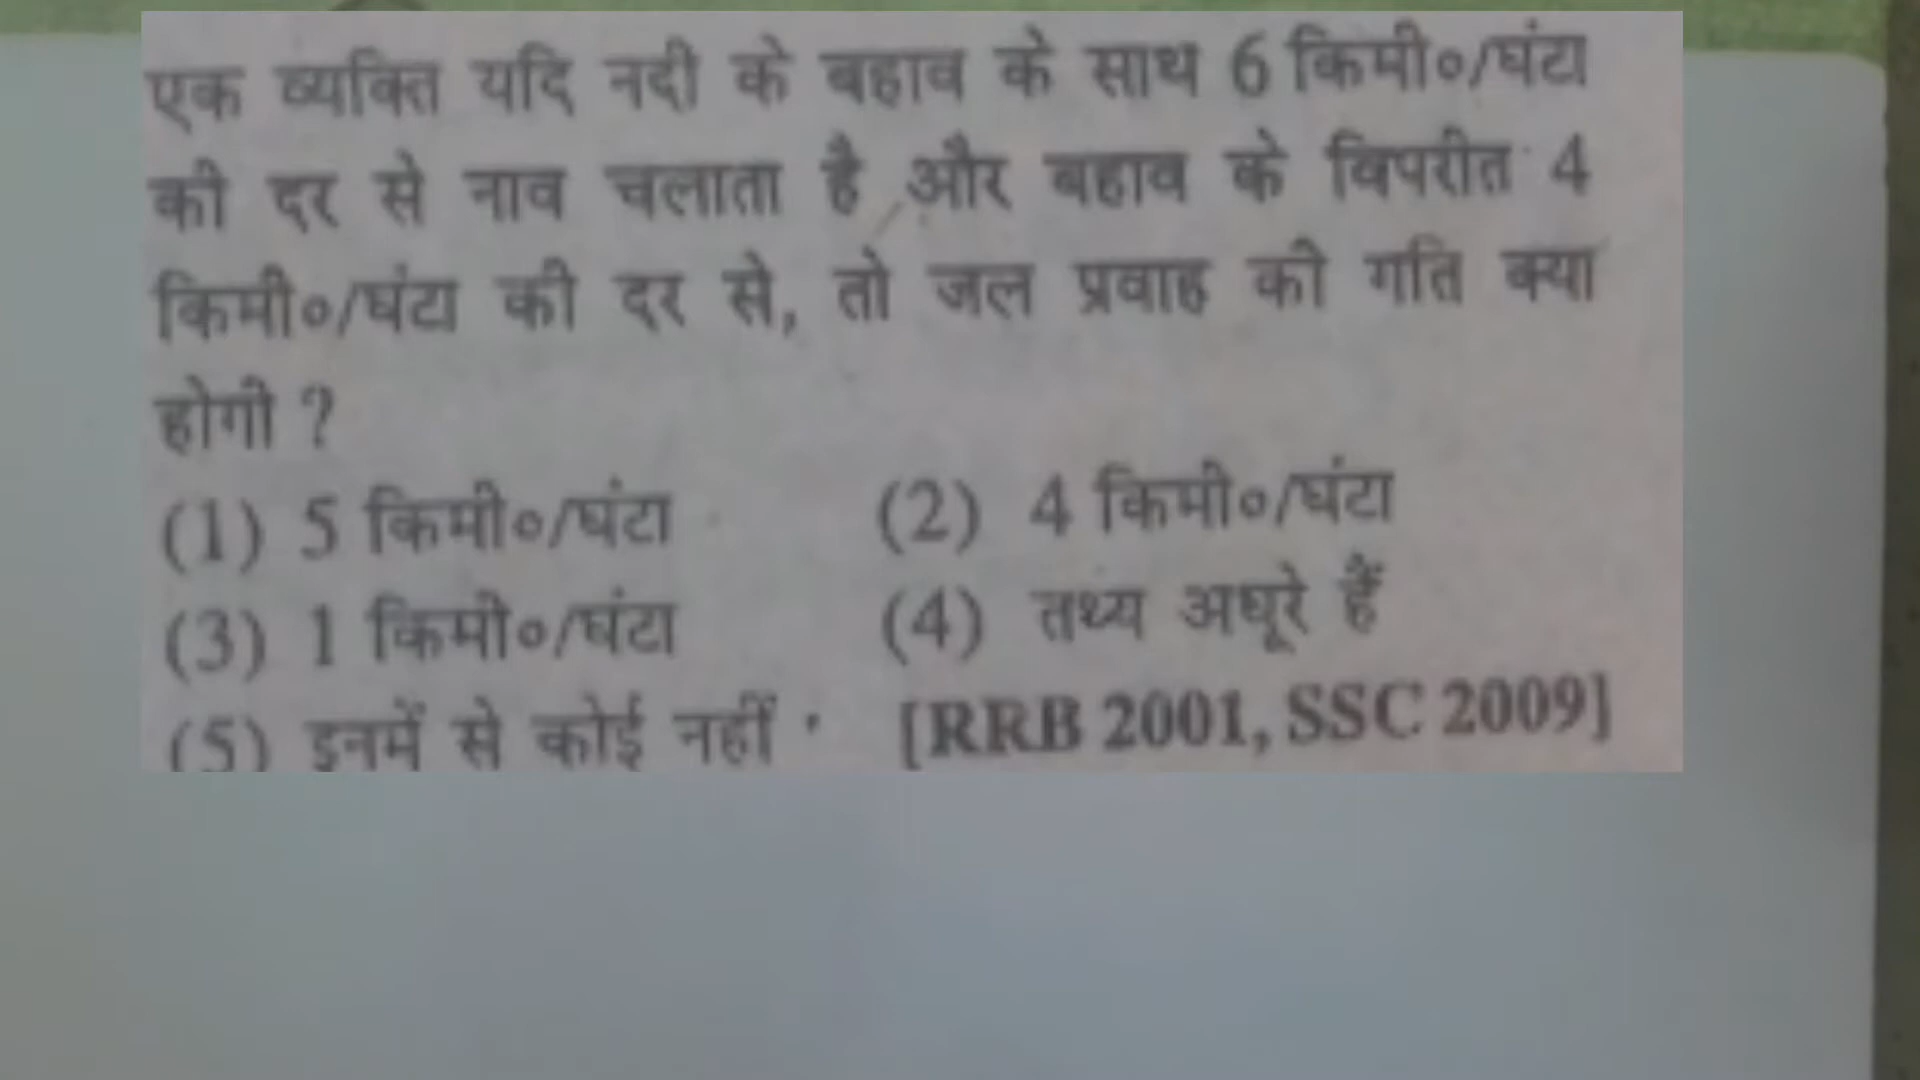 एक व्यक्ति यदि नदी के बहाव के साथ 6 किमी०/घंटा
की दर से नाव चलाता है और बहाव के विपरीत 4
किमी०/घंटा की दर से, तो जल प्रवाह की गति क्या
होगी ?
(1) 5 किमी०/घंटा (2) 4 किमी०/घंटा
(3) 1 किमी०/घंटा (4) तथ्य अधूरे हैं
(5) इनमें से कोई नहीं [RRB 2001, SSC 2009]